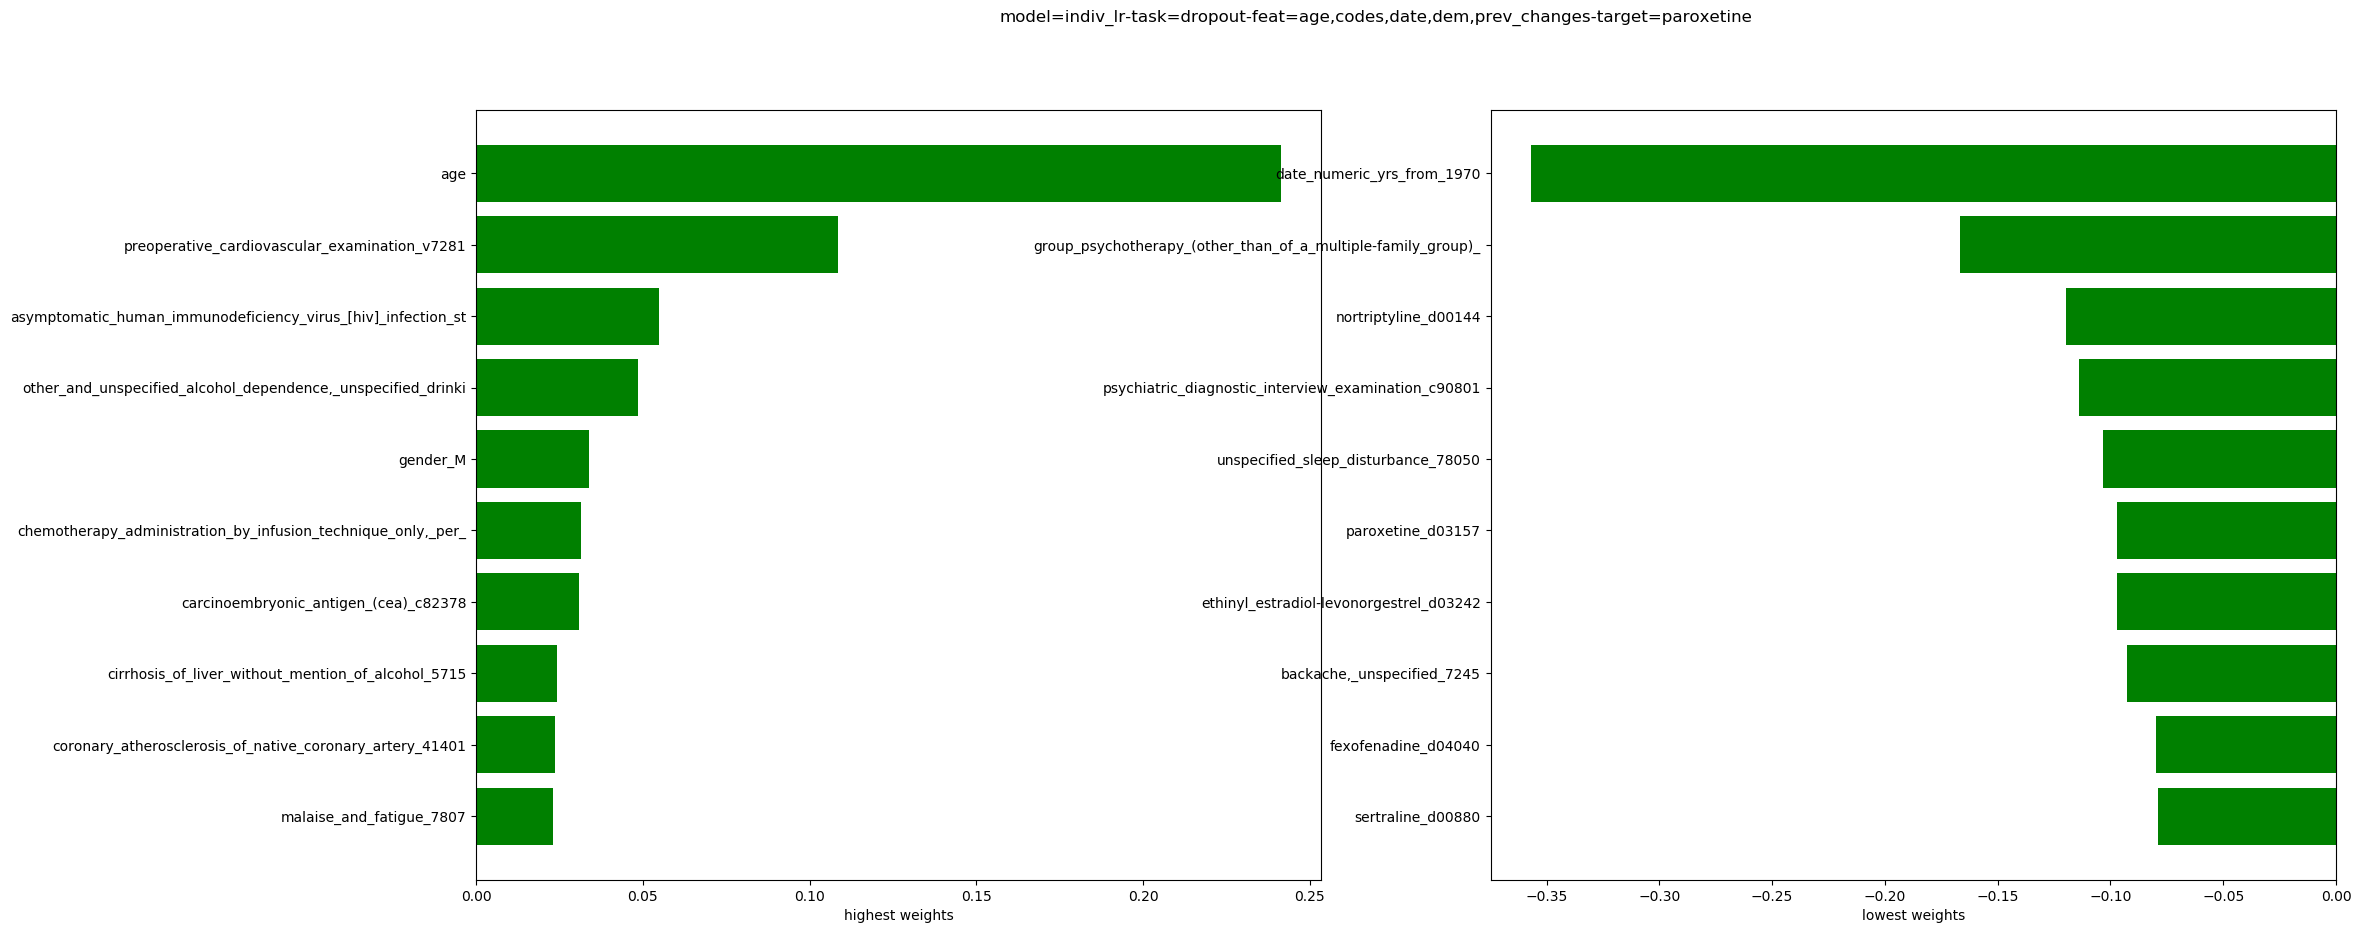 model=indiv_lr-task=dropout-feat=age,codes,date,dem,prev_changes-target=paroxetine
age
preoperative_cardiovascular_examination_v7281
asymptomatic_human_immunodeficiency_virus_[hiv]_infection_st
other_and_unspecified_alcohol_dependence,_unspecified_drinki
gender_M
chemotherapy_administration_by_infusion_technique_only,_per_
carcinoembryonic_antigen_(cea)_c82378
cirrhosis_of_liver_without_mention_of_alcohol_5715
coronary_atherosclerosis_of_native_coronary_artery_41401
malaise_and_fatigue_7807
0.00 0.05 0.10 0.15 0.20 0.25
highest weights
date_numeric_yrs_from_1970
group_psychotherapy_(other_than_of_a_multiple-family_group)_
nortriptyline_d00144
psychiatric_diagnostic_interview_examination_c90801
unspecified_sleep_disturbance_78050
paroxetine_d03157
ethinyl_estradiol-levonorgestrel_d03242
backache,_unspecified_7245
fexofenadine_d04040
sertraline_d00880
−0.35 −0.30 −0.25 −0.20 −0.15 −0.10 −0.05 0.00
lowest weights